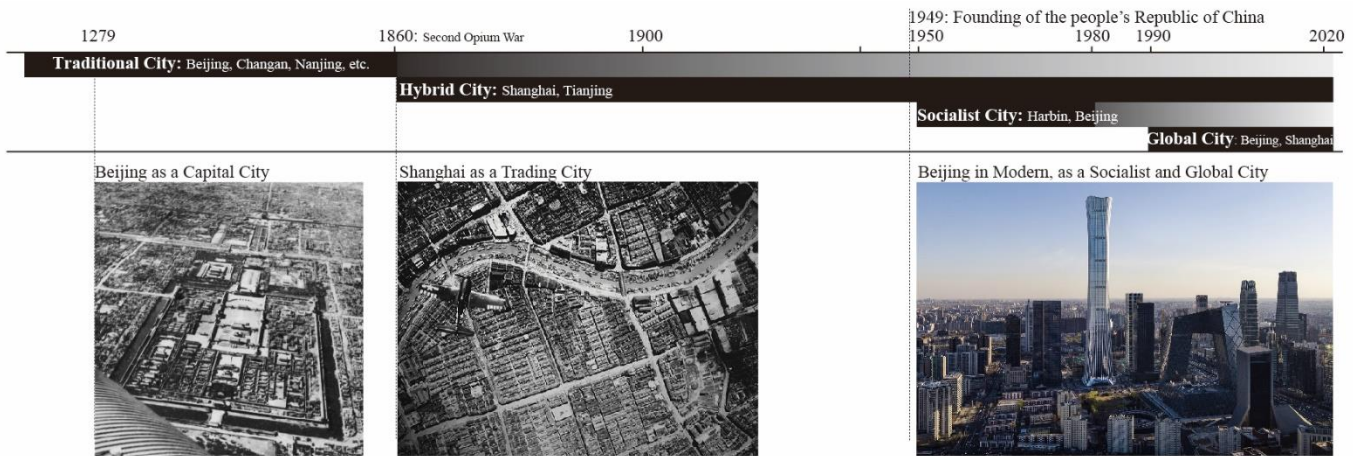 1949: Founding of the people's Republic of China
1279 1860: Second Opium War 1900 1950 1980 1990 2020
Traditional City: Beijing, Changan, Nanjing, etc.
Hybrid City: Shanghai, Tianjing
Socialist City: Harbin, Beijing
Global City: Beijing, Shanghai
Beijing as a Capital City
Shanghai as a Trading City
Beijing in Modern, as a Socialist and Global City